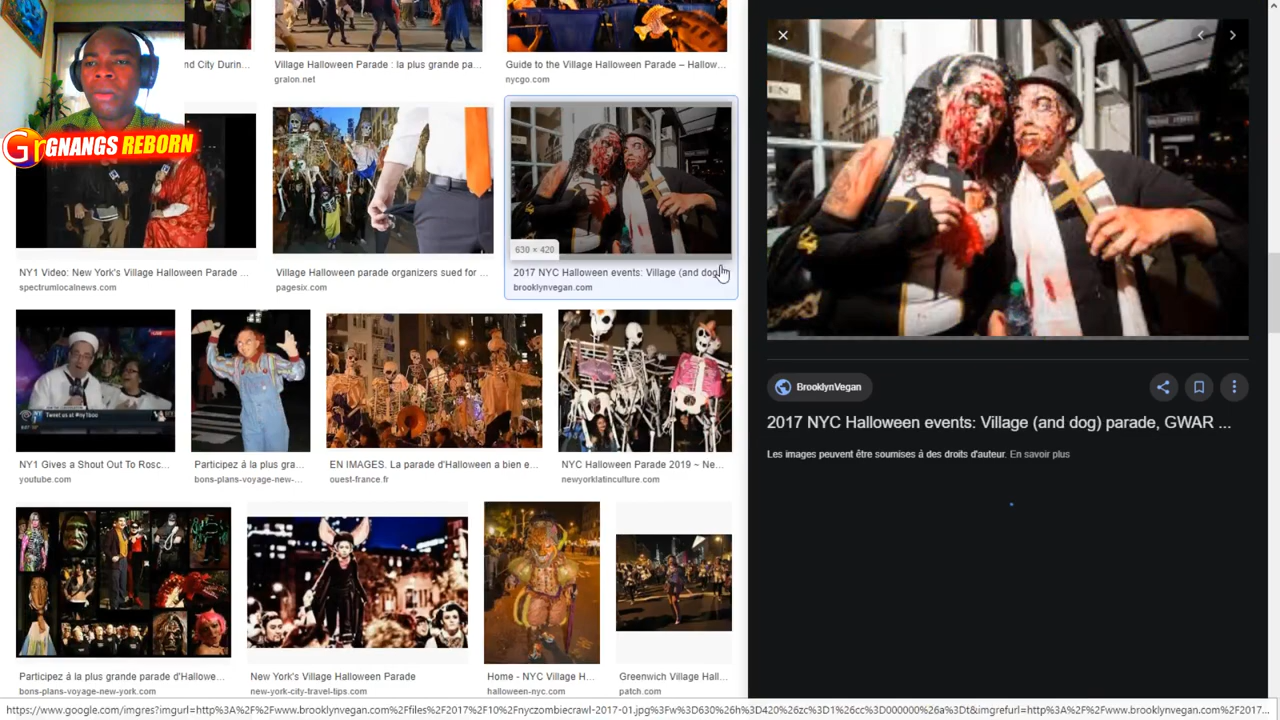 nd City Durin...
Village Halloween Parade : la plus grande pa...
gralon.net
Guide to the Village Halloween Parade – Hallow...
nycgo.com
Gr GNANGS REBORN
630 × 420
NY1 Video: New York's Village Halloween Parade ...
spectrumlocalnews.com
Village Halloween parade organizers sued for ...
pagesix.com
2017 NYC Halloween events: Village (and dog)
brooklynvegan.com
Tweet us at #ny1boo
NY1 Gives a Shout Out To Rosc...
youtube.com
Participez à la plus gra...
bons-plans-voyage-new-...
EN IMAGES. La parade d'Halloween a bien e...
ouest-france.fr
NYC Halloween Parade 2019 ~ Ne...
newyorklatinculture.com
Participez à la plus grande parade d'Hallowe...
bons-plans-voyage-new-york.com
New York's Village Halloween Parade
new-york-city-travel-tips.com
Home - NYC Village H...
halloween-nyc.com
Greenwich Village Hall...
patch.com
EN
BrooklynVegan
2017 NYC Halloween events: Village (and dog) parade, GWAR ...
Les images peuvent être soumises à des droits d'auteur. En savoir plus
https://www.google.com/imgres?imgurl=http%3A%2F%2Fwww.brooklynvegan.com%2Ffiles%2F2017%2F10%2Fnyczombiecrawl-2017-01.jpg%3Fw%3D630%26h%3D420%26zc%3D1%26cc%3D000000%26a%3Dt&imgrefurl=http%3A%2F%2Fwww.brooklynvegan.com%2F2017...